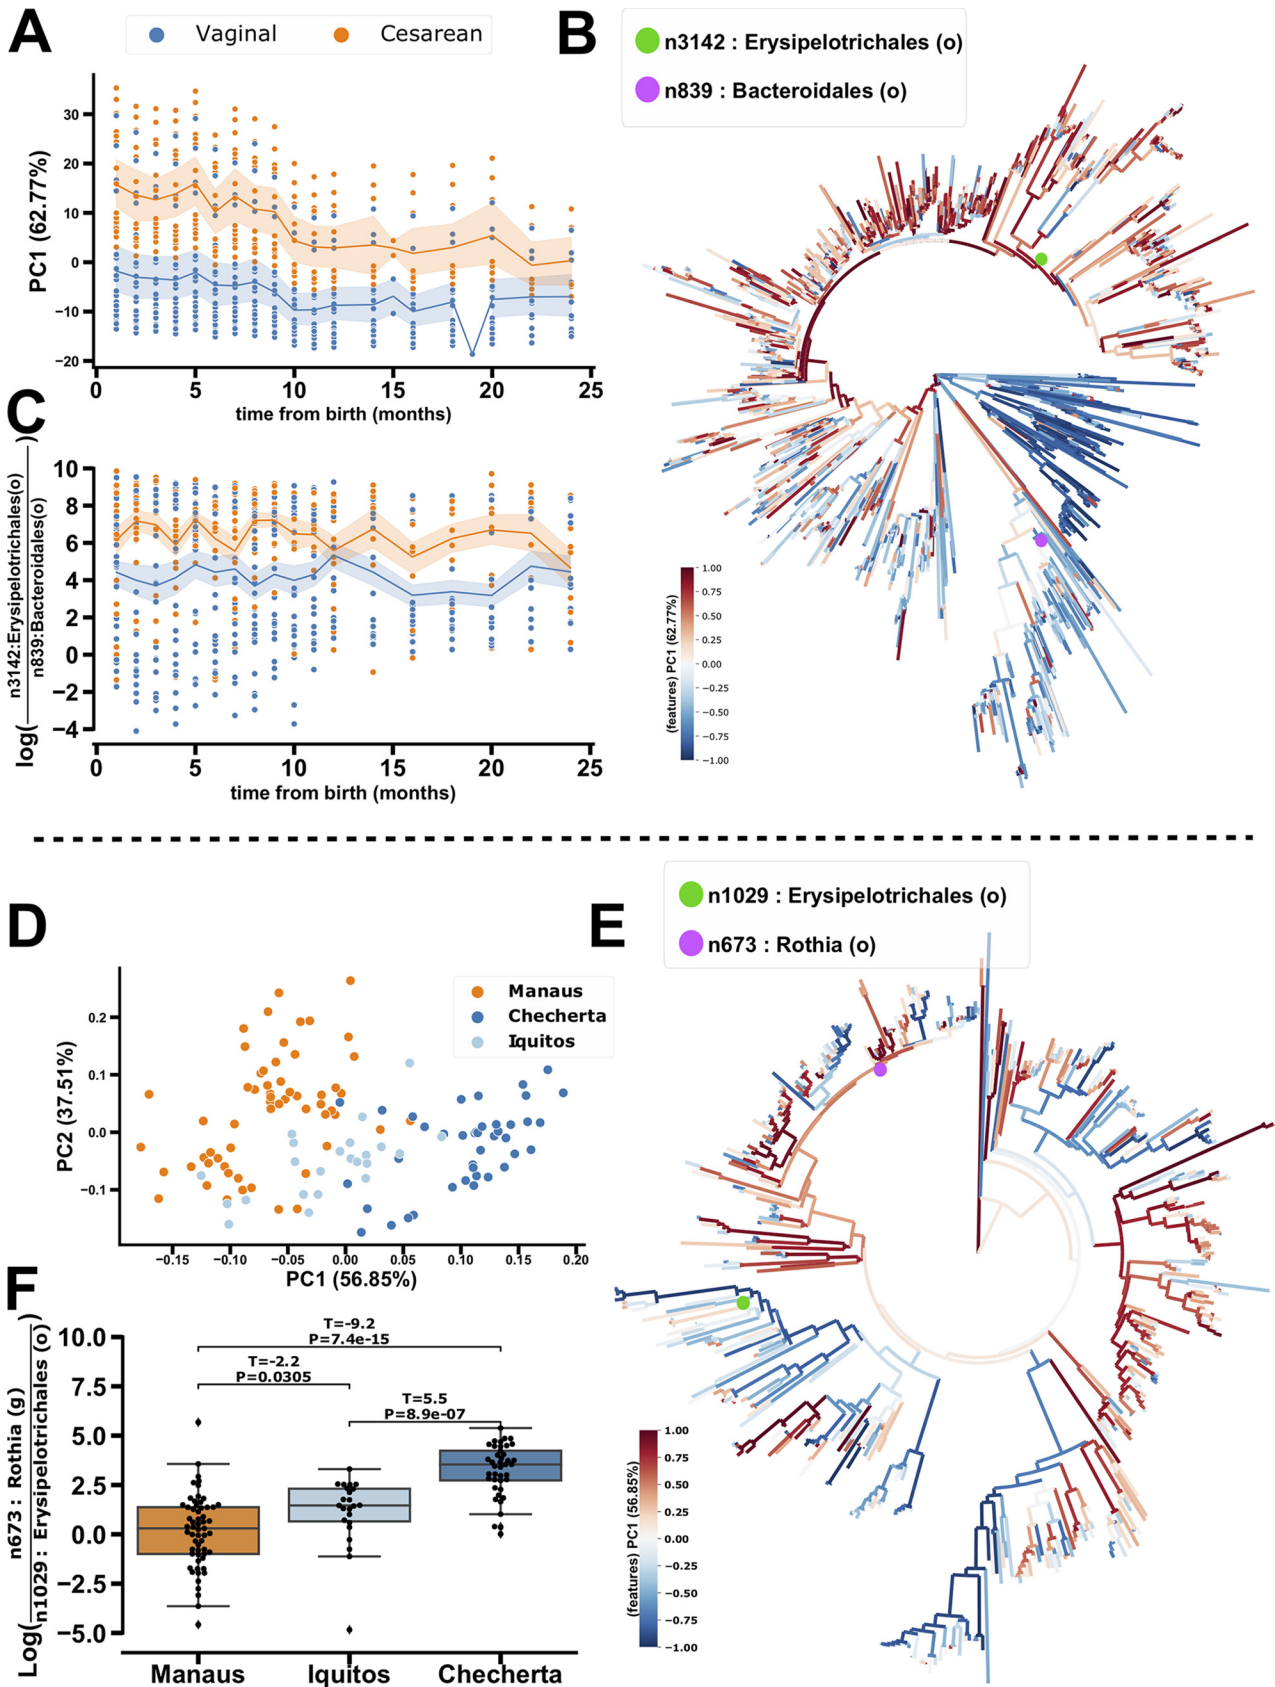 A
Vaginal
Cesarean
PC1 (62.77%)
30
20
10
0
−10
−20
0
5
10
15
20
25
time from birth (months)
B
n3142 : Erysipelotrichales (o)
n839 : Bacteroidales (o)
(features) PC1 (62.77%)
1.00
0.75
0.50
0.25
0.00
−0.25
−0.50
−0.75
−1.00
C
log(n3142:Erysipelotrichales(o)
n839:Bacteroidales(o))
10
8
6
4
2
0
−2
−4
0
5
10
15
20
25
time from birth (months)
D
Manaus
Checherta
Iquitos
PC2 (37.51%)
0.2
0.1
0.0
−0.1
−0.15
−0.10
−0.05
0.00
0.05
0.10
0.15
0.20
PC1 (56.85%)
E
n1029 : Erysipelotrichales (o)
n673 : Rothia (o)
(features) PC1 (56.85%)
1.00
0.75
0.50
0.25
0.00
−0.25
−0.50
−0.75
−1.00
F
Log(n673 : Rothia (g)
n1029 : Erysipelotrichales (o))
10.0
7.5
5.0
2.5
0.0
−2.5
−5.0
T=-9.2
P=7.4e-15
T=-2.2
P=0.0305
T=5.5
P=8.9e-07
Manaus
Iquitos
Checherta